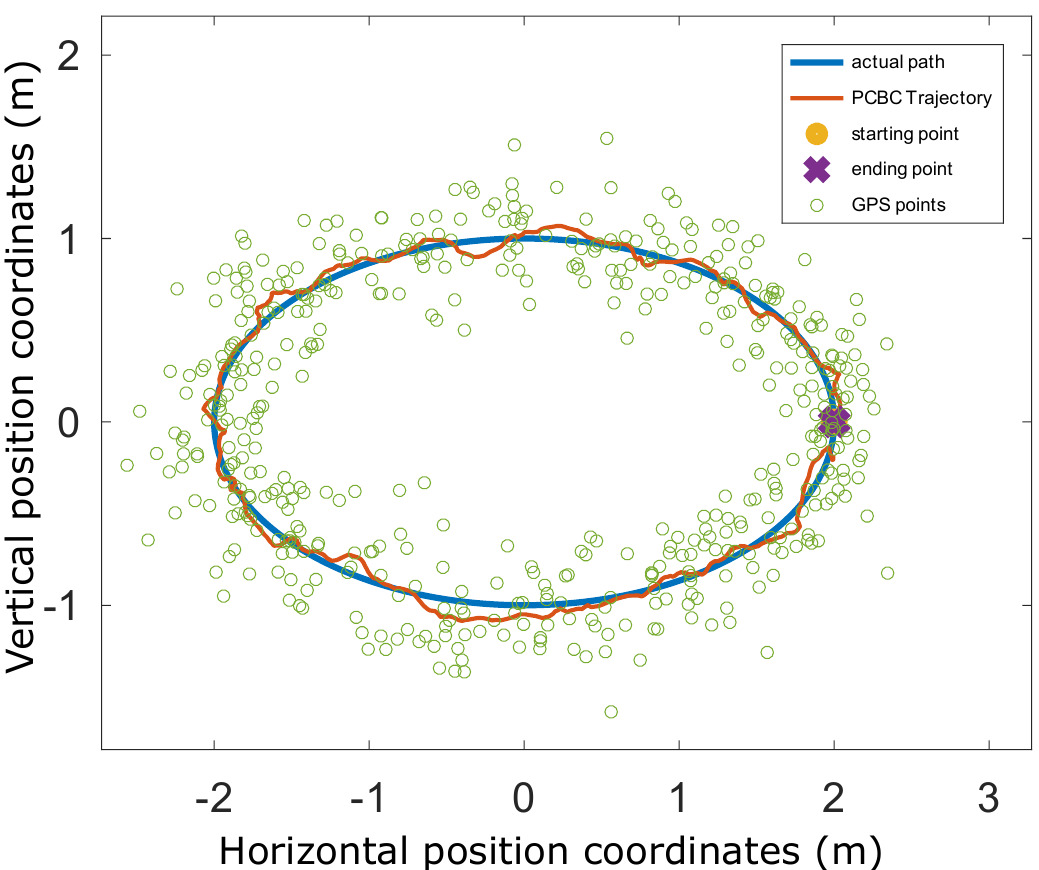 Vertical position coordinates (m)
2
1
0
-1
actual path
PCBC Trajectory
starting point
ending point
GPS points
-2 -1 0 1 2 3
Horizontal position coordinates (m)